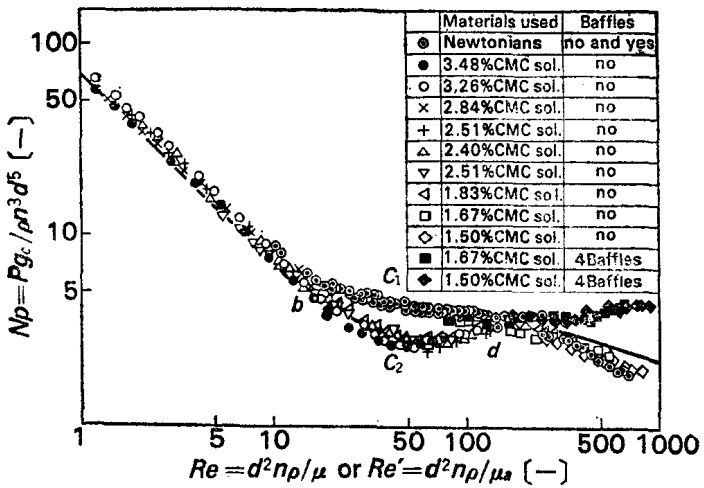 Materials used Baffles
Newtonians no and yes
3.48%CMC sol. no
3.26%CMC sol. no
2.84%CMC sol. no
2.51%CMC sol. no
2.40%CMC sol. no
2.51%CMC sol. no
1.83%CMC sol. no
1.67%CMC sol. no
1.50%CMC sol. no
1.67%CMC sol. 4Baffles
1.50%CMC sol. 4Baffles
100
50
10
5
Np=Pgc/ρn³d⁵ (—)
C₁
b
C₂
d
1 5 10 50 100 500 1000
Re=d²nρ/μ or Re'=d²nρ/μₐ (—)